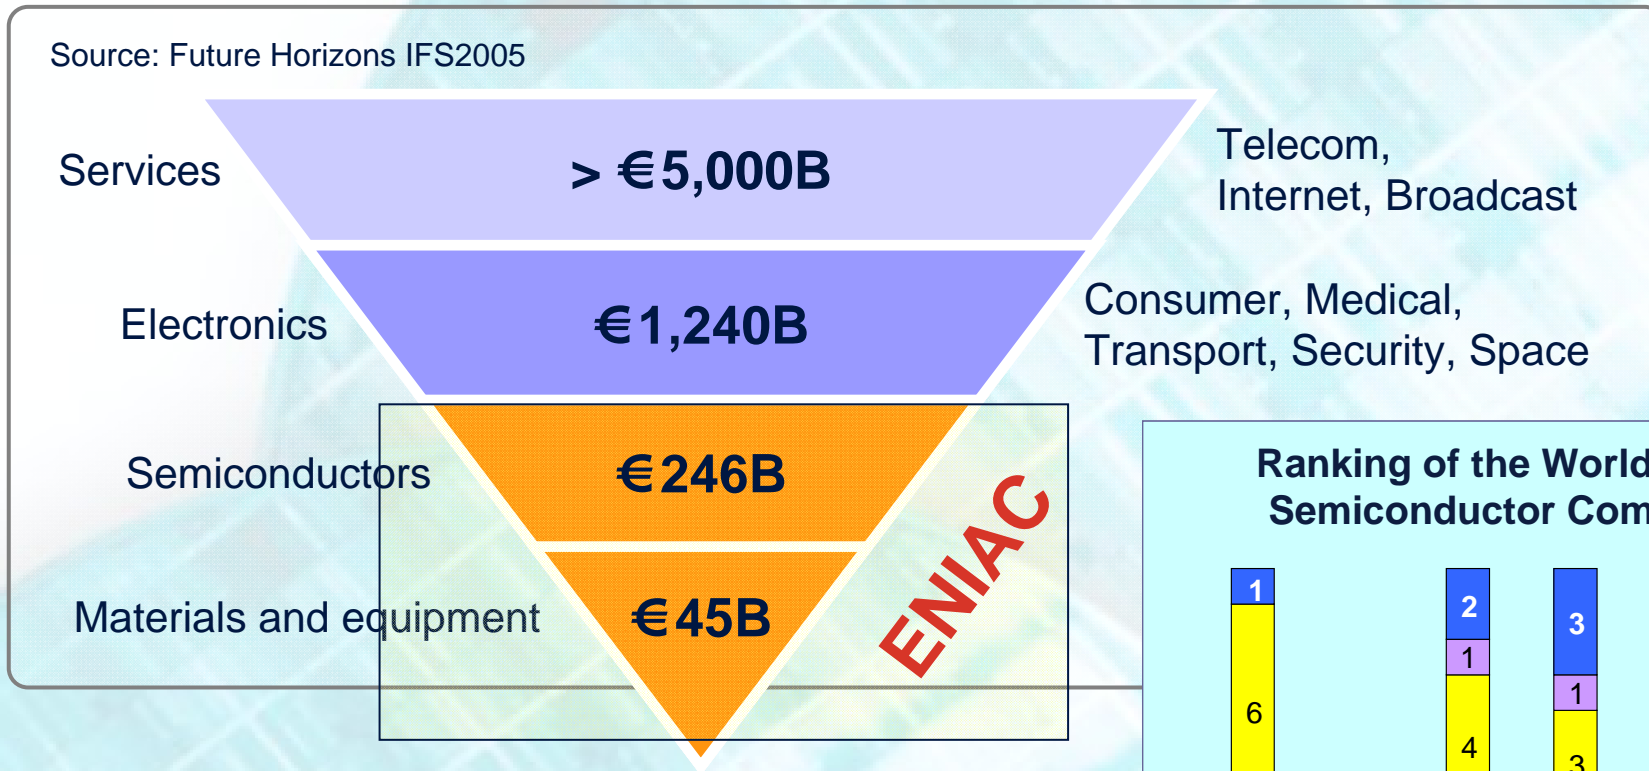 Source: Future Horizons IFS2005
Services
> €5,000B
Telecom,
Internet, Broadcast
Electronics
€1,240B
Consumer, Medical,
Transport, Security, Space
Semiconductors
€246B
Materials and equipment
€45B
ENIAC
Ranking of the World
Semiconductor Com
1
6
2
1
4
3
1
3